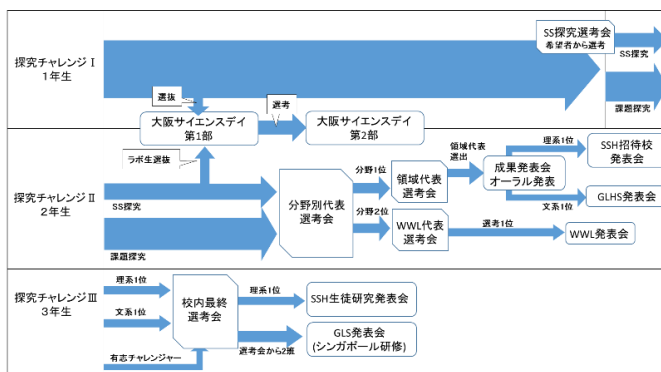 探究チャレンジⅠ
1年生
SS探究選考会
希望者から選考
SS探究
課題探究
選抜
選考
大阪サイエンスデイ
第1部
大阪サイエンスデイ
第2部
探究チャレンジⅡ
2年生
ラボ生選抜
SS探究
課題探究
分野別代表
選考会
分野1位
領域代表
選考会
領域代表
選出
成果発表会
オーラル発表
理系1位
SSH招待校
発表会
文系1位
GLHS発表会
分野2位
WWL代表
選考会
選考1位
WWL発表会
探究チャレンジⅢ
3年生
理系1位
文系1位
有志チャレンジャー
校内最終
選考会
理系1位
SSH生徒研究発表会
選考会から2班
GLS発表会
(シンガポール研修)